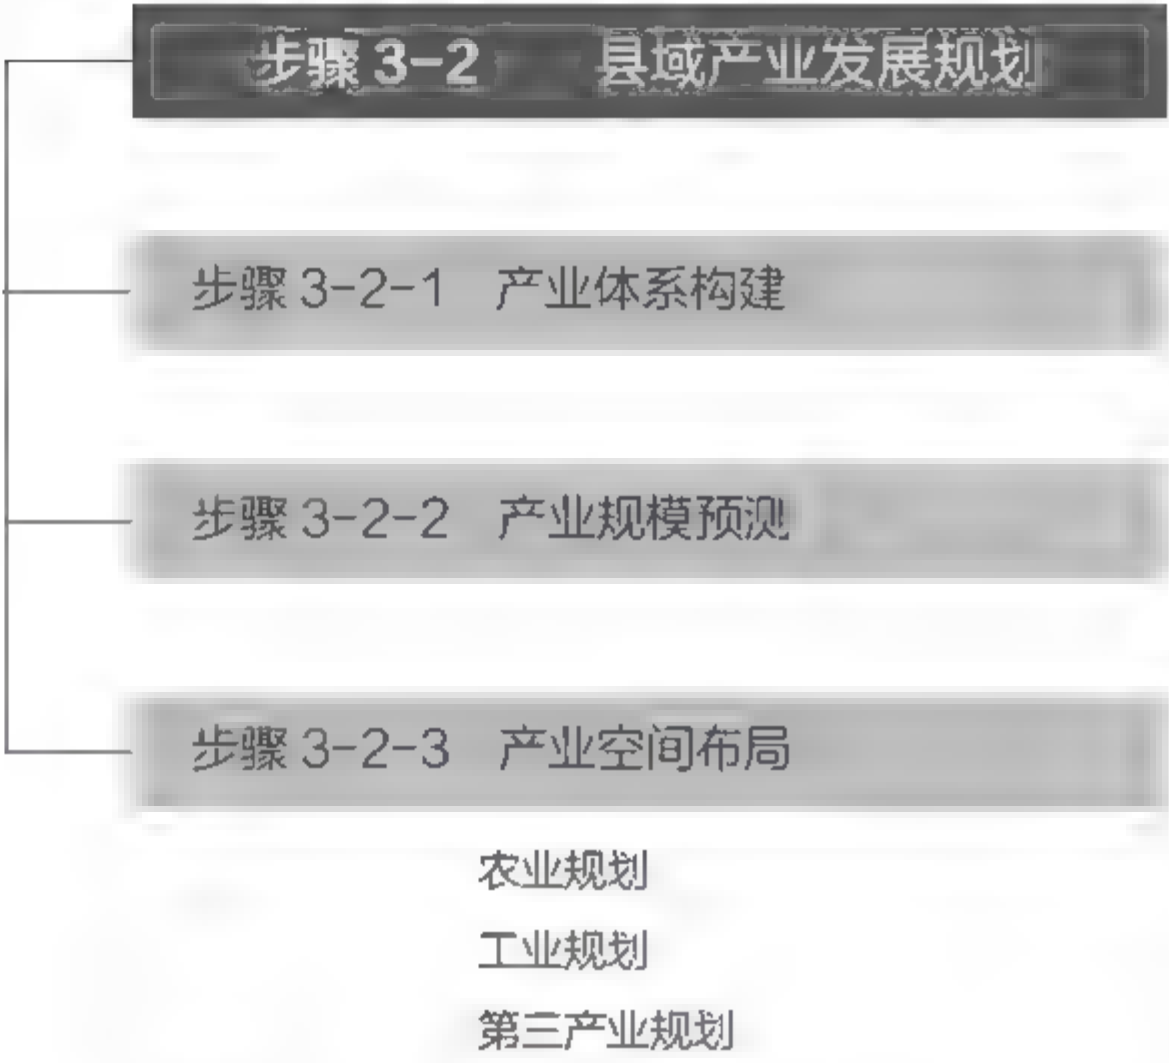 步骤 3-2 县域产业发展规划
步骤 3-2-1 产业体系构建
步骤 3-2-2 产业规模预测
步骤 3-2-3 产业空间布局
农业规划
工业规划
第三产业规划